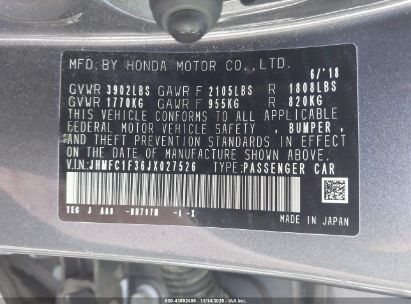 MFD. BY HONDA MOTOR CO., LTD. 6/'18
GVWR 3902LBS GAWR F 2105LBS R 1808LBS
GVWR 1770KG GAWR F 955KG R 820KG
THIS VEHICLE CONFORMS TO ALL APPLICABLE
FEDERAL MOTOR VEHICLE SAFETY, BUMPER, AND
THEFT PREVENTION STANDARDS IN EFFECT ON THE
DATE OF MANUFACTURE SHOWN ABOVE.
V.I.N:JHMFC1F36JX027526 TYPE:PASSENGER CAR
TEG J AAG -A-I
MADE IN JAPAN